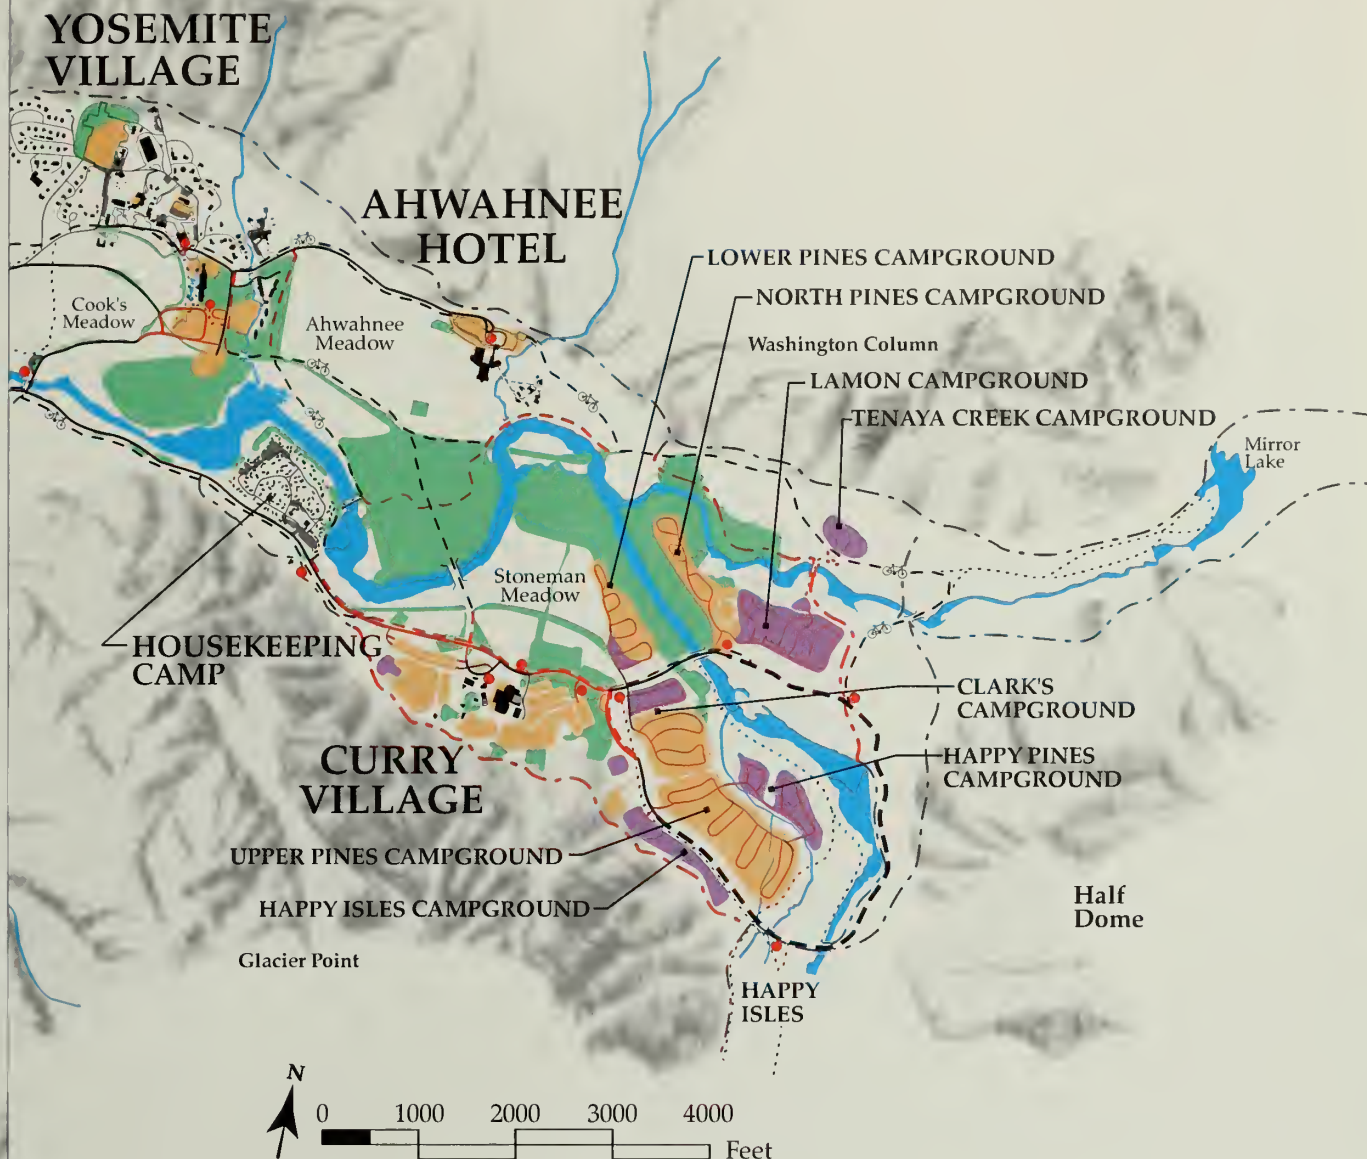 YOSEMITE
VILLAGE
AHWAHNEE
HOTEL
LOWER PINES CAMPGROUND
NORTH PINES CAMPGROUND
Cook's
Meadow
Ahwahnee
Meadow
Washington Column
LAMON CAMPGROUND
TENAYA CREEK CAMPGROUND
Mirror
Lake
Stoneman
Meadow
HOUSEKEEPING
CAMP
CLARK'S
CAMPGROUND
CURRY
VILLAGE
HAPPY PINES
CAMPGROUND
UPPER PINES CAMPGROUND
HAPPY ISLES CAMPGROUND
Half
Dome
Glacier Point
HAPPY
ISLES
N
0 1000 2000 3000 4000
Feet